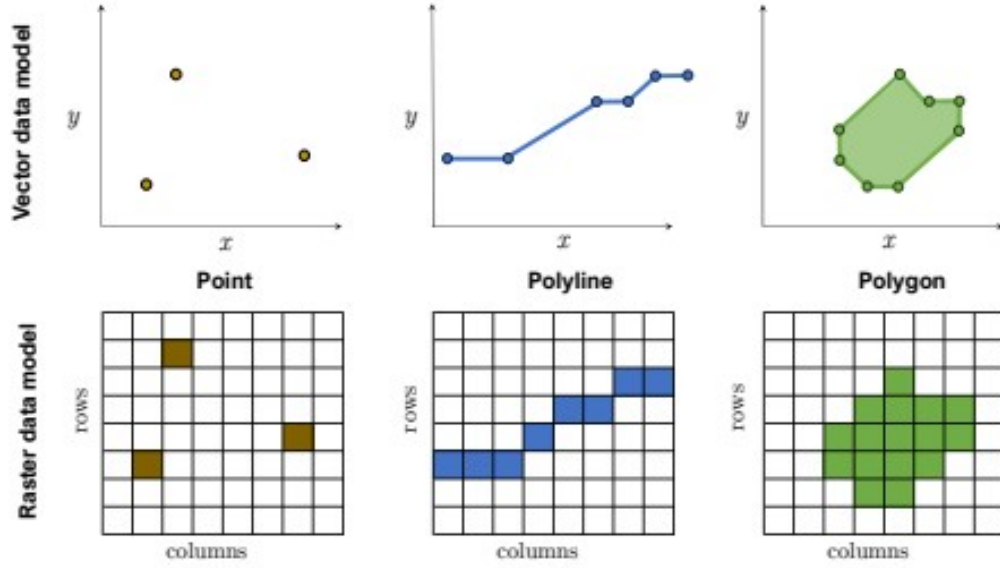 Vector data model
y
x
y
x
y
x
Point
Polyline
Polygon
Raster data model
rows
columns
rows
columns
rows
columns